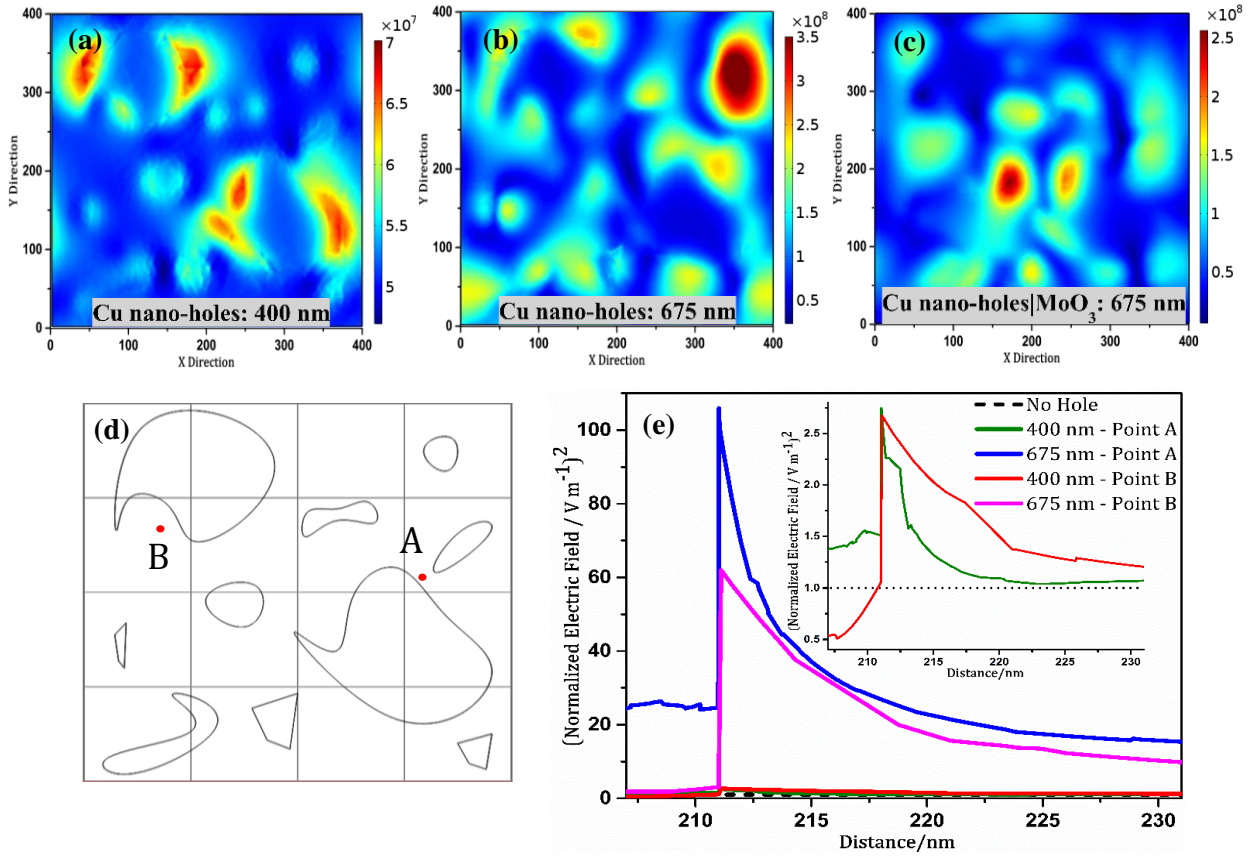 (a)
×10⁷
400
300
200
100
0
0 100 200 300 400
Y Direction
X Direction
7
6.5
6
5.5
5
Cu nano-holes: 400 nm
(b)
×10⁸
400
300
200
100
0
0 100 200 300 400
Y Direction
X Direction
3.5
3
2.5
2
1.5
1
0.5
Cu nano-holes: 675 nm
(c)
×10⁸
400
300
200
100
0
0 100 200 300 400
Y Direction
X Direction
2.5
2
1.5
1
0.5
Cu nano-holes|MoO₃: 675 nm
(d)
A
B
(e)
(Normalized Electric Field / V m⁻¹)²
100
80
60
40
20
0
210 215 220 225 230
Distance/nm
No Hole
400 nm - Point A
675 nm - Point A
400 nm - Point B
675 nm - Point B
(Normalized Electric Field / V m⁻¹)²
2.5
2.0
1.5
1.0
0.5
210 215 220 225 230
Distance/nm